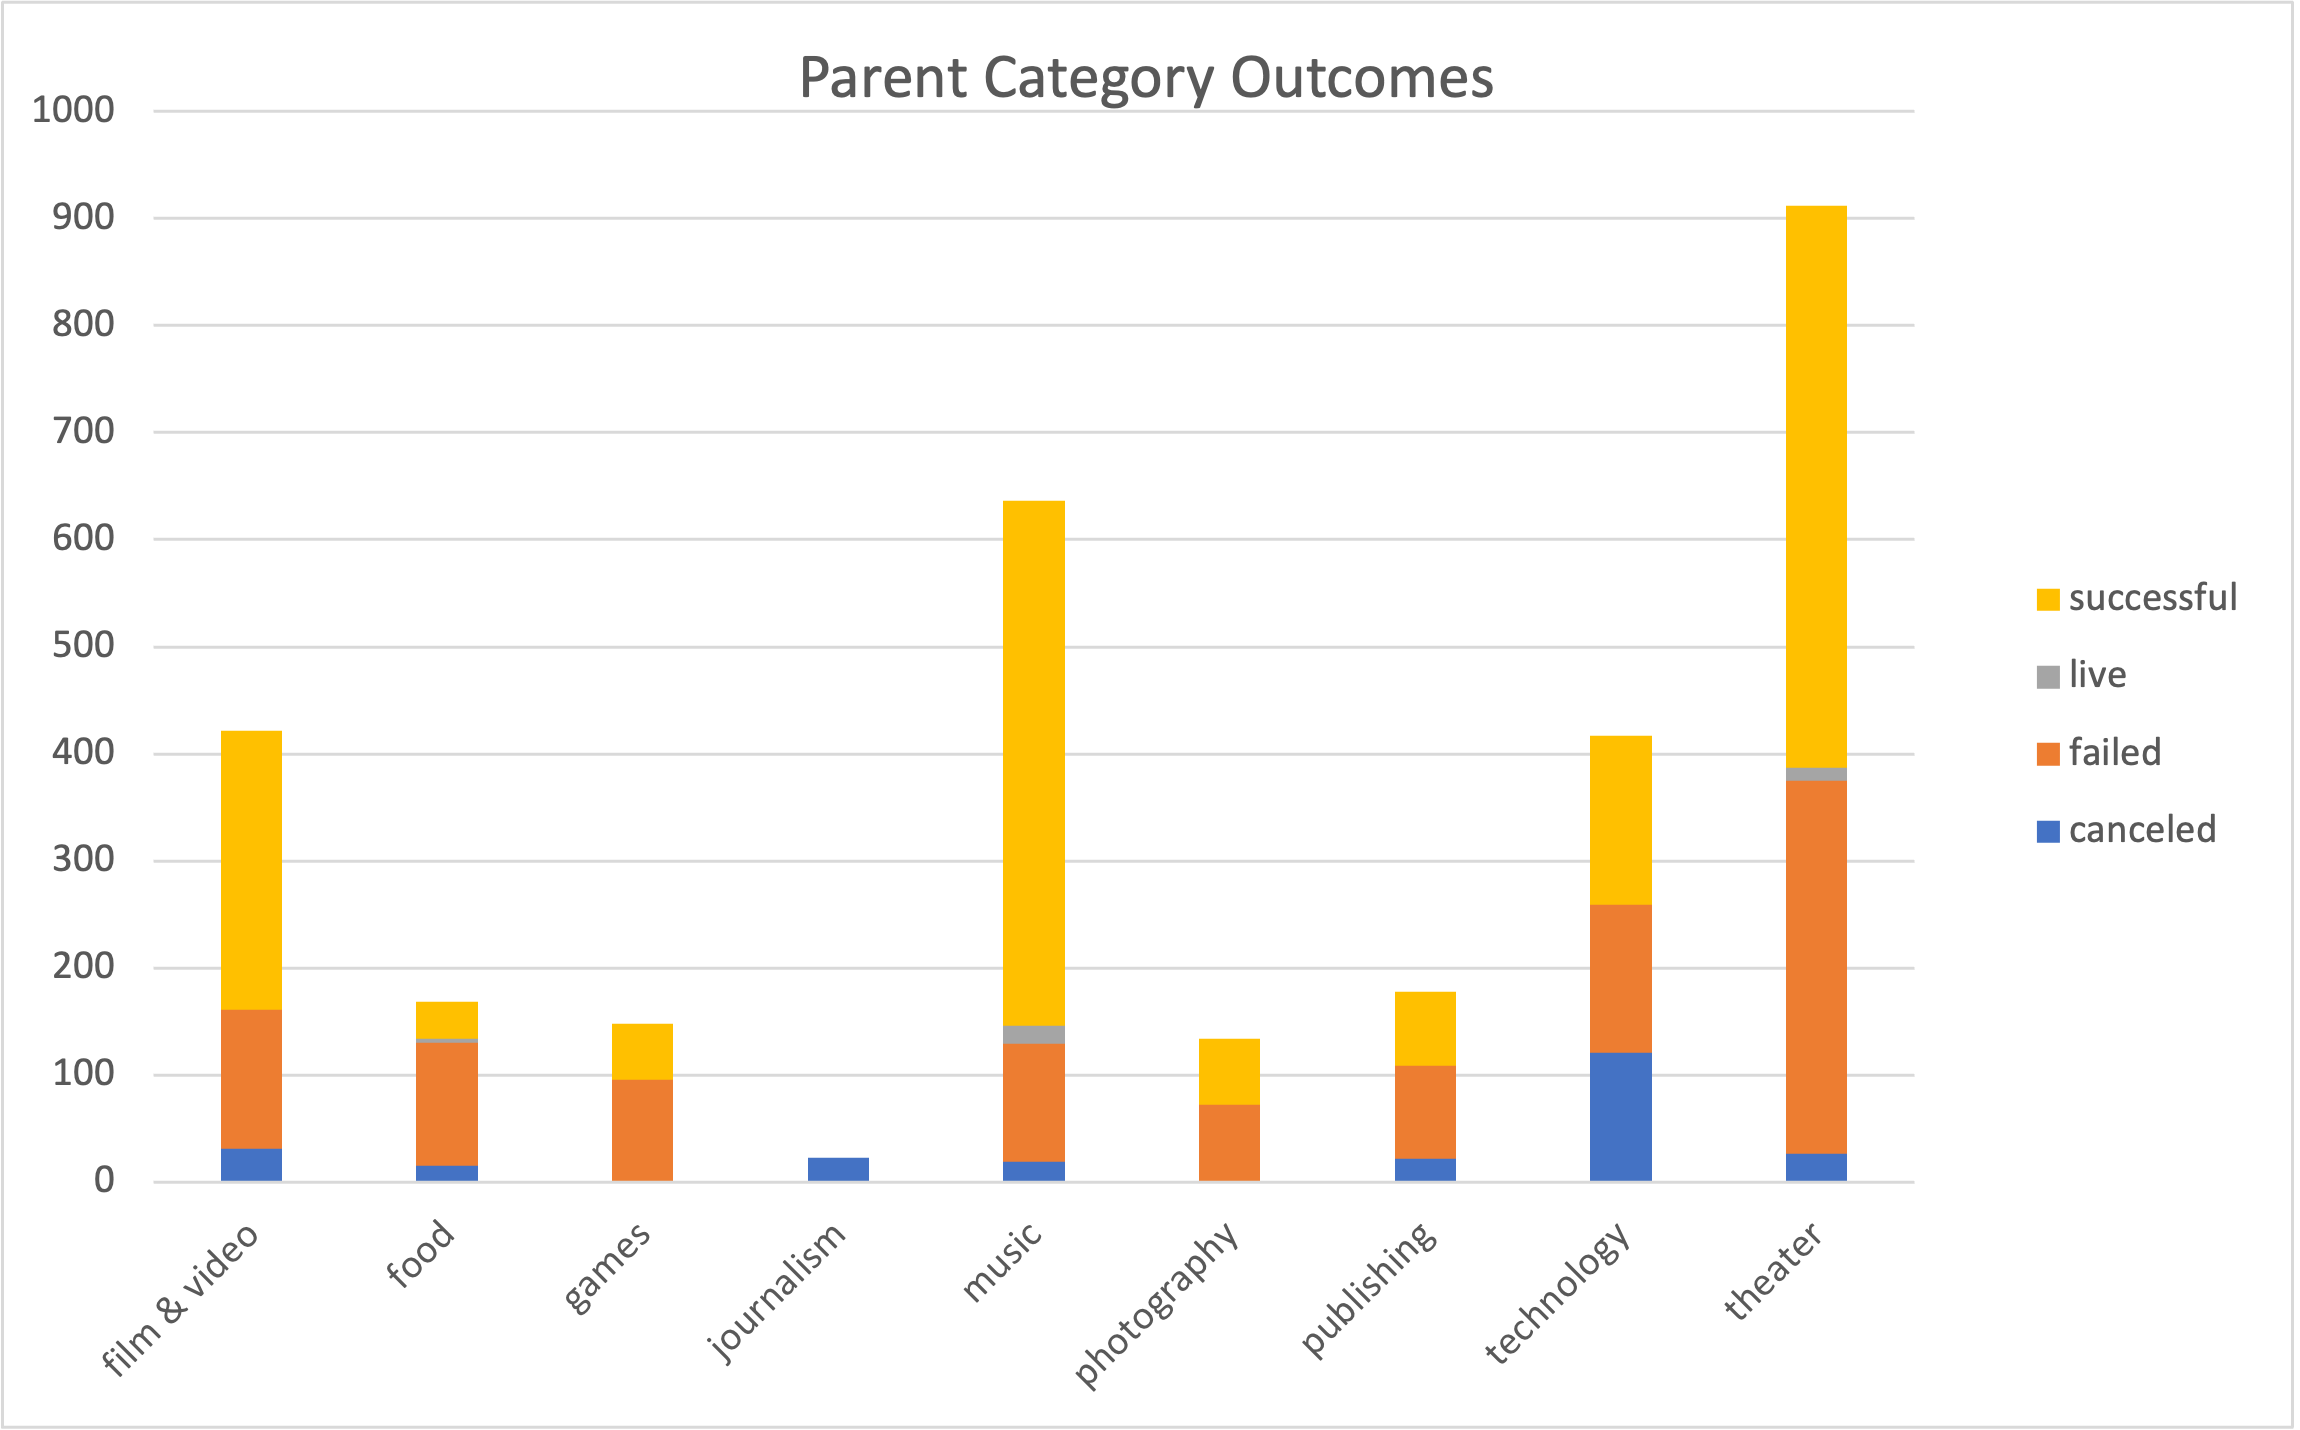 Parent Category Outcomes
1000
900
800
700
600
500
400
300
200
100
0
film & video
food
games
journalism
music
photography
publishing
technology
theater
successful
live
failed
canceled